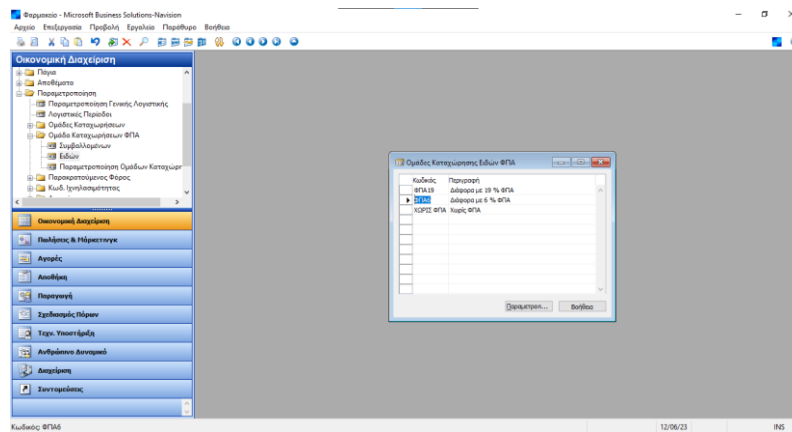 Φαρμακείο - Microsoft Business Solutions-Navision
Αρχείο Επεξεργασία Προβολή Εργαλεία Παράθυρο Βοήθεια
Οικονομική Διαχείριση
Πάγια
Αποθέματα
Παραμετροποίηση
Παραμετροποίηση Γενικής Λογιστικής
Λογιστικές Περίοδοι
Ομάδες Καταχωρήσεων
Ομάδα Καταχωρήσεων ΦΠΑ
Συμβαλλομένων
Ειδών
Παραμετροποίηση Ομάδων Καταχώρ
Παρακρατούμενος Φόρος
Κωδ. Ιχνηλασιμότητας
Οικονομική Διαχείριση
Πωλήσεις & Μάρκετινγκ
Αγορές
Αποθήκη
Παραγωγή
Σχεδιασμός Πόρων
Τεχν. Υποστήριξη
Ανθρώπινο Δυναμικό
Διαχείριση
Συντομεύσεις
Ομάδες Καταχώρησης Ειδών ΦΠΑ
Κωδικός Περιγραφή
ΦΠΑ19 Διάφορα με 19 % ΦΠΑ
ΦΠΑ6 Διάφορα με 6 % ΦΠΑ
ΧΩΡΙΣ ΦΠΑ Χωρίς ΦΠΑ
Παραμετροπ... Βοήθεια
Κωδικός: ΦΠΑ6 12/06/23 INS